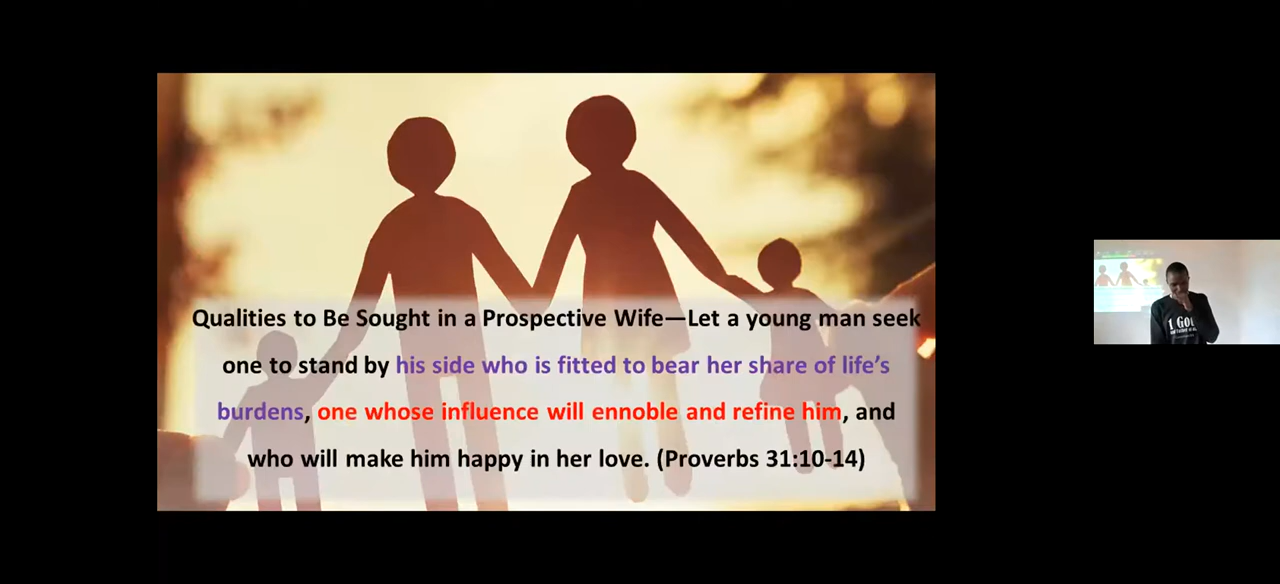 Qualities to Be Sought in a Prospective Wife—Let a young man seek
one to stand by his side who is fitted to bear her share of life's
burdens, one whose influence will ennoble and refine him, and
who will make him happy in her love. (Proverbs 31:10-14)